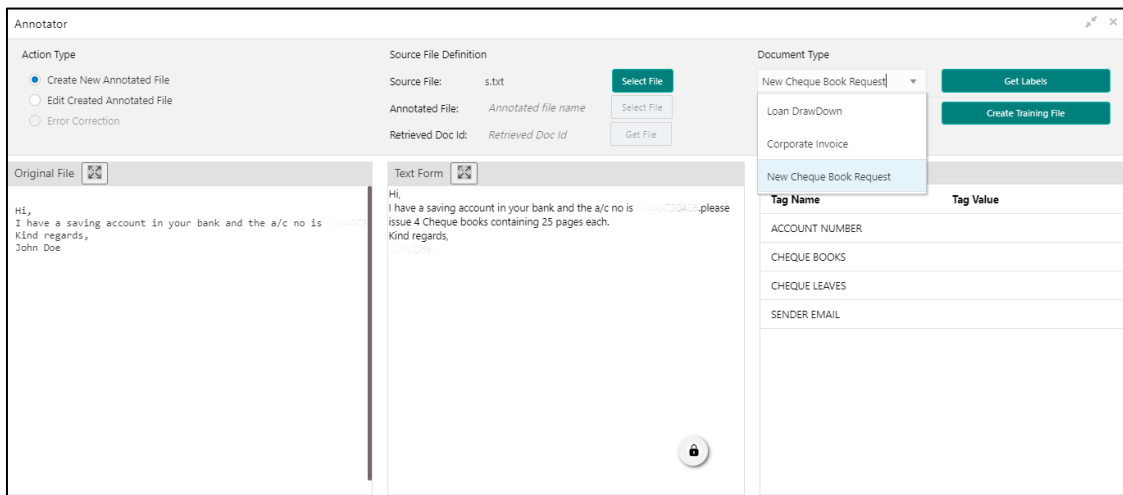 Annotator
Action Type
Create New Annotated File
Edit Created Annotated File
Error Correction
Source File Definition
Source File: s.txt Select File
Annotated File: Annotated file name Select File
Retrieved Doc Id: Retrieved Doc Id Get File
Document Type
New Cheque Book Request Get Labels
Create Training File
Loan DrawDown
Corporate Invoice
New Cheque Book Request
Original File
Hi,
I have a saving account in your bank and the a/c no is
Kind regards,
John Doe
Text Form
Hi,
I have a saving account in your bank and the a/c no is .please
issue 4 Cheque books containing 25 pages each.
Kind regards,
John Doe
Tag Name Tag Value
ACCOUNT NUMBER
CHEQUE BOOKS
CHEQUE LEAVES
SENDER EMAIL